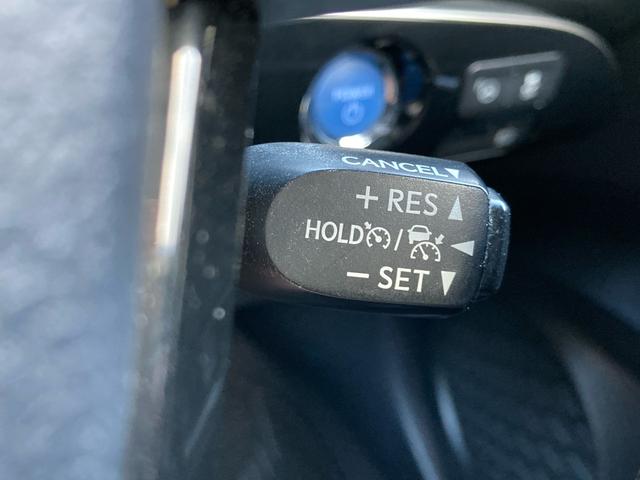 CANCEL▼
+ RES ▲
HOLD / ◀
− SET ▼